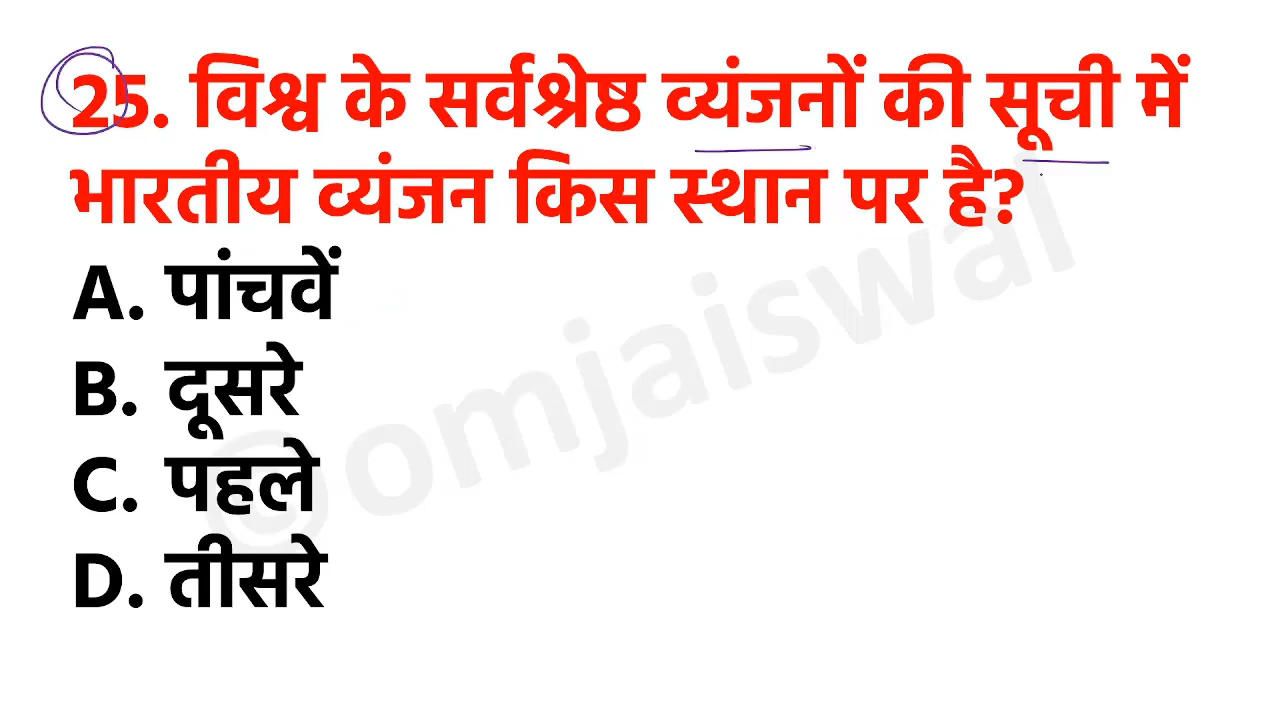 25. विश्व के सर्वश्रेष्ठ व्यंजनों की सूची में
भारतीय व्यंजन किस स्थान पर है?
A. पांचवें
B. दूसरे
C. पहले
D. तीसरे
©omjaiswal